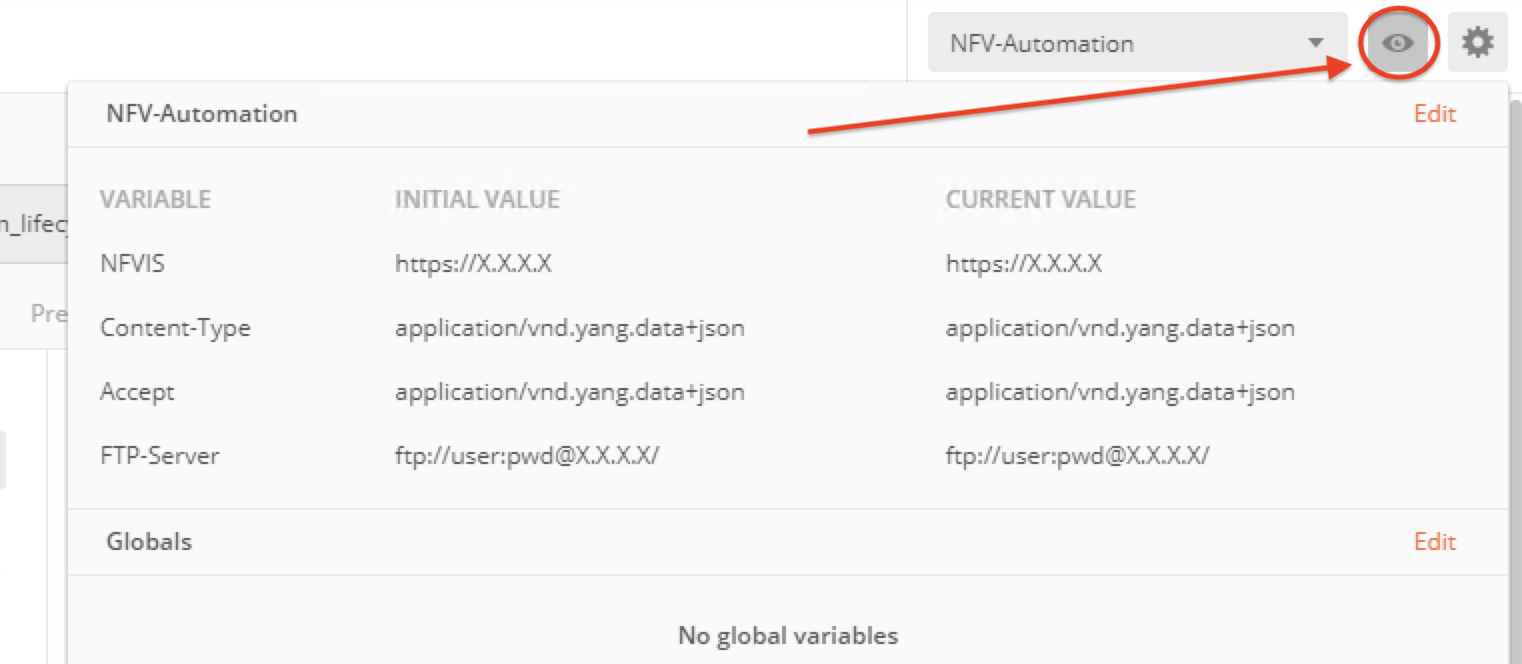 NFV-Automation
NFV-Automation Edit
VARIABLE INITIAL VALUE CURRENT VALUE
n_lifec
NFVIS https://X.X.X.X https://X.X.X.X
Pre
Content-Type application/vnd.yang.data+json application/vnd.yang.data+json
Accept application/vnd.yang.data+json application/vnd.yang.data+json
FTP-Server ftp://user:pwd@X.X.X.X/ ftp://user:pwd@X.X.X.X/
Globals Edit
No global variables